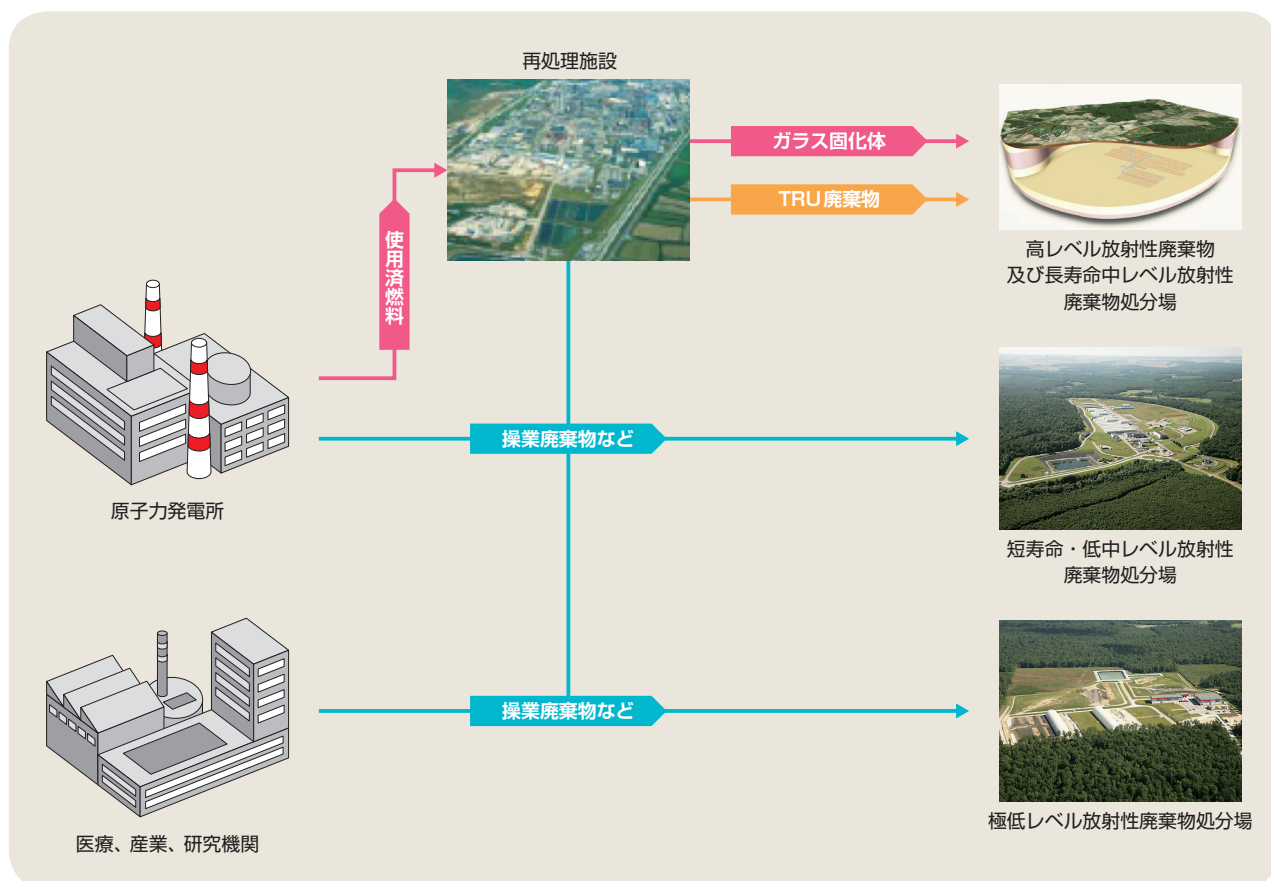 再処理施設
ガラス固化体
TRU廃棄物
使用済燃料
高レベル放射性廃棄物
及び長寿命中レベル放射性
廃棄物処分場
原子力発電所
操業廃棄物など
短寿命・低中レベル放射性
廃棄物処分場
医療、産業、研究機関
操業廃棄物など
極低レベル放射性廃棄物処分場